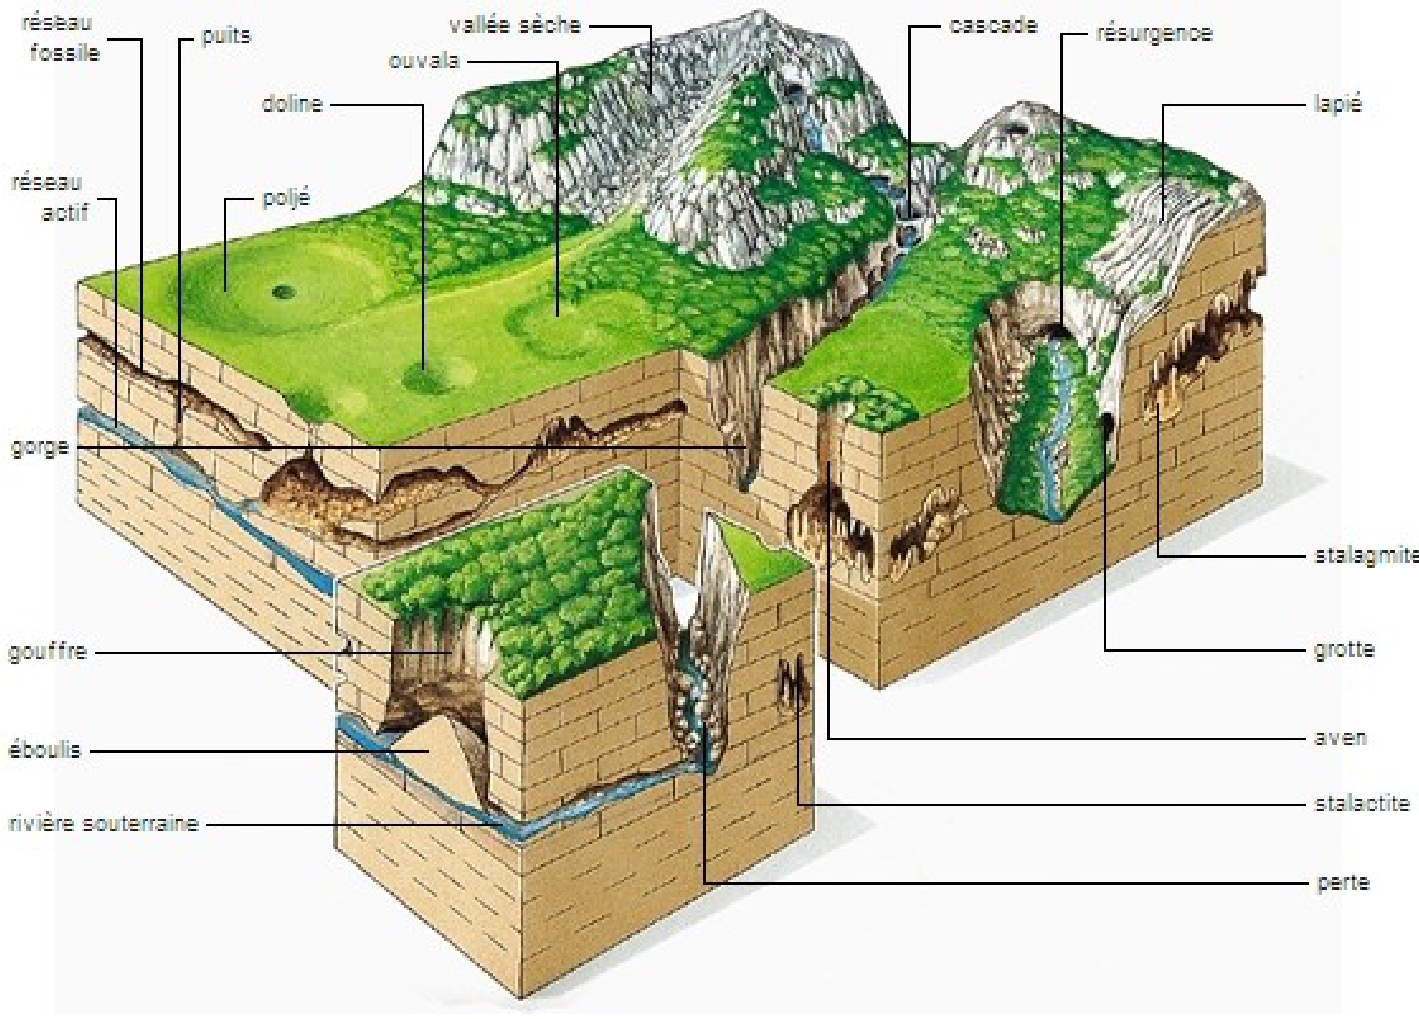 réseau
fossile
puits
vallée sèche
cascade
résurgence
ouvala
doline
lapié
réseau
actif
poljé
gorge
stalagmite
gouffre
grotte
éboulis
aven
stalactite
rivière souterraine
perte